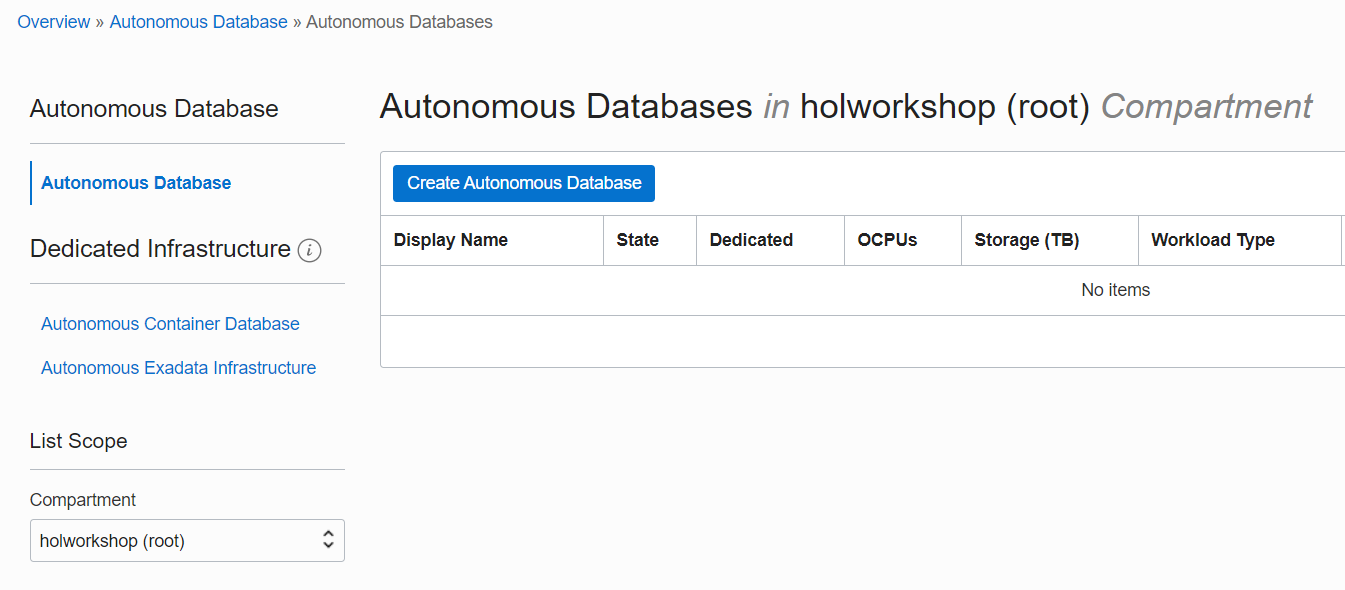 Overview » Autonomous Database » Autonomous Databases
Autonomous Database
Autonomous Database
Dedicated Infrastructure i
Autonomous Container Database
Autonomous Exadata Infrastructure
List Scope
Compartment
holworkshop (root)
Autonomous Databases in holworkshop (root) Compartment
Create Autonomous Database
Display Name State Dedicated OCPUs Storage (TB) Workload Type
No items